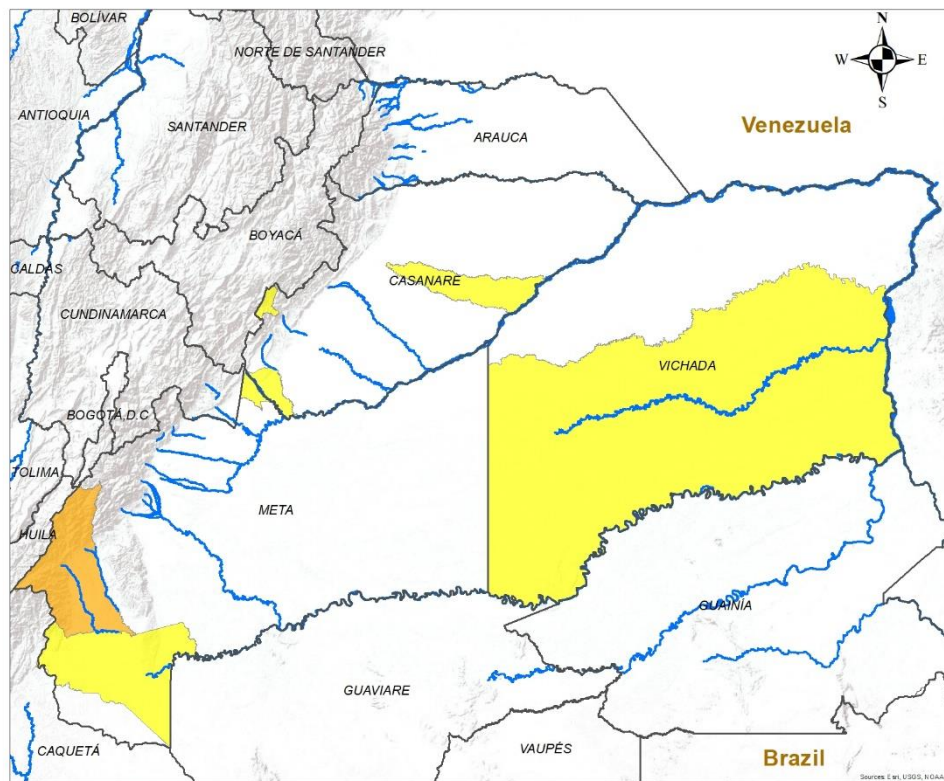 BOLÍVAR
N
NORTE DE SANTANDER
W E
S
ANTIOQUIA
SANTANDER
Venezuela
ARAUCA
BOYACÁ
CALDAS
CASANARE
CUNDINAMARCA
VICHADA
BOGOTÁ,D.C
TOLIMA
META
HUILA
GUAINÍA
GUAVIARE
CAQUETÁ
VAUPÉS
Brazil
Sources: Esri, USGS, NOAA